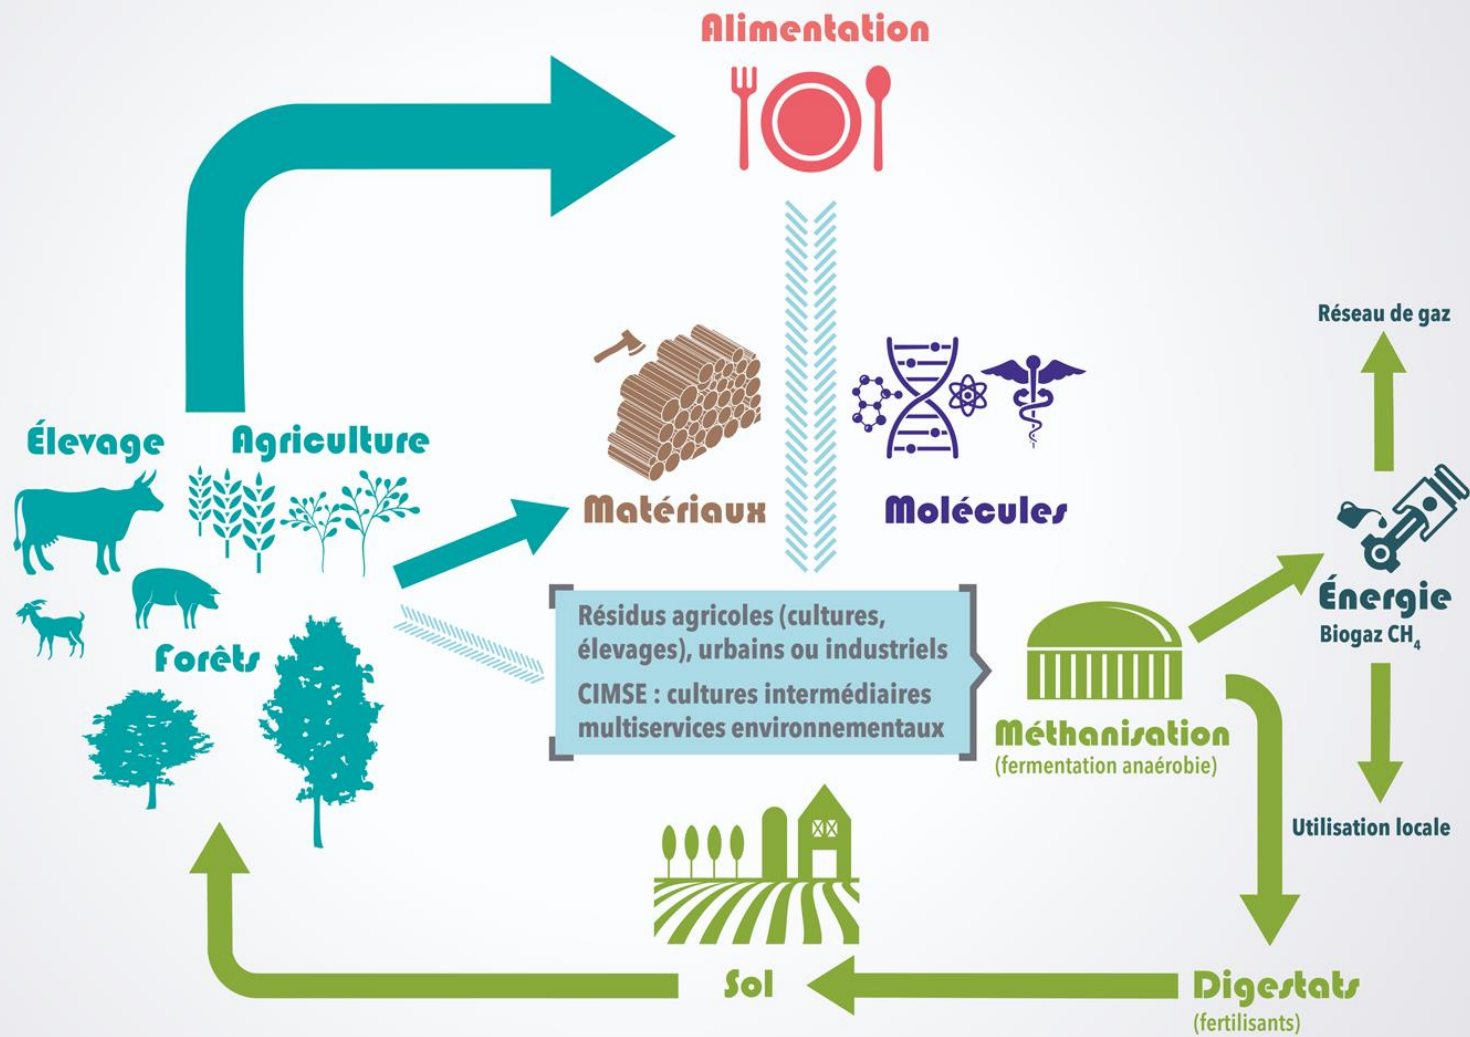 Alimentation
Réseau de gaz
Élevage
Agriculture
Matériaux
Molécules
Énergie
Biogaz CH₄
Résidus agricoles (cultures,
élevages), urbains ou industriels
CIMSE : cultures intermédiaires
multiservices environnementaux
Forêts
Méthanisation
(fermentation anaérobie)
Utilisation locale
Sol
Digestats
(fertilisants)